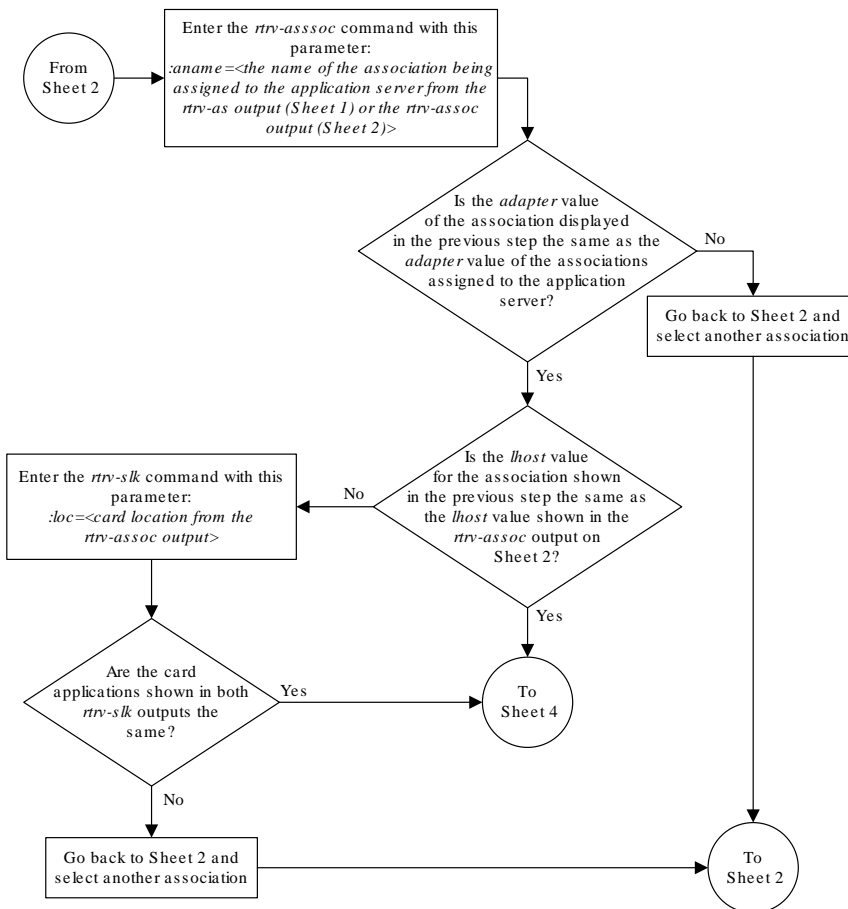 From
Sheet 2
Enter the rtrv-asssoc command with this
parameter:
:aname=<the name of the association being
assigned to the application server from the
rtrv-as output (Sheet 1) or the rtrv-assoc
output (Sheet 2)>
Is the adapter value
of the association displayed
in the previous step the same as the
adapter value of the associations
assigned to the application
server?
No
Go back to Sheet 2 and
select another association
Yes
Is the lhost value
for the association shown
in the previous step the same as
the lhost value shown in the
rtrv-assoc output on
Sheet 2?
No
Enter the rtrv-slk command with this
parameter:
:loc=<card location from the
rtrv-assoc output>
Yes
Are the card
applications shown in both
rtrv-slk outputs the
same?
Yes
To
Sheet 4
No
Go back to Sheet 2 and
select another association
To
Sheet 2